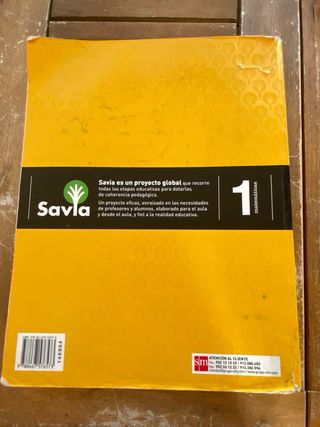 Savia es un proyecto global que recorre
todas las etapas educativas para dotarlas
de coherencia pedagógica.
Un proyecto eficaz, enraizado en las necesidades
de profesores y alumnos, elaborado para el aula
y desde el aula, y fiel a la realidad educativa.
Savia
1
matemáticas
146904
sm
ATENCIÓN AL CLIENTE